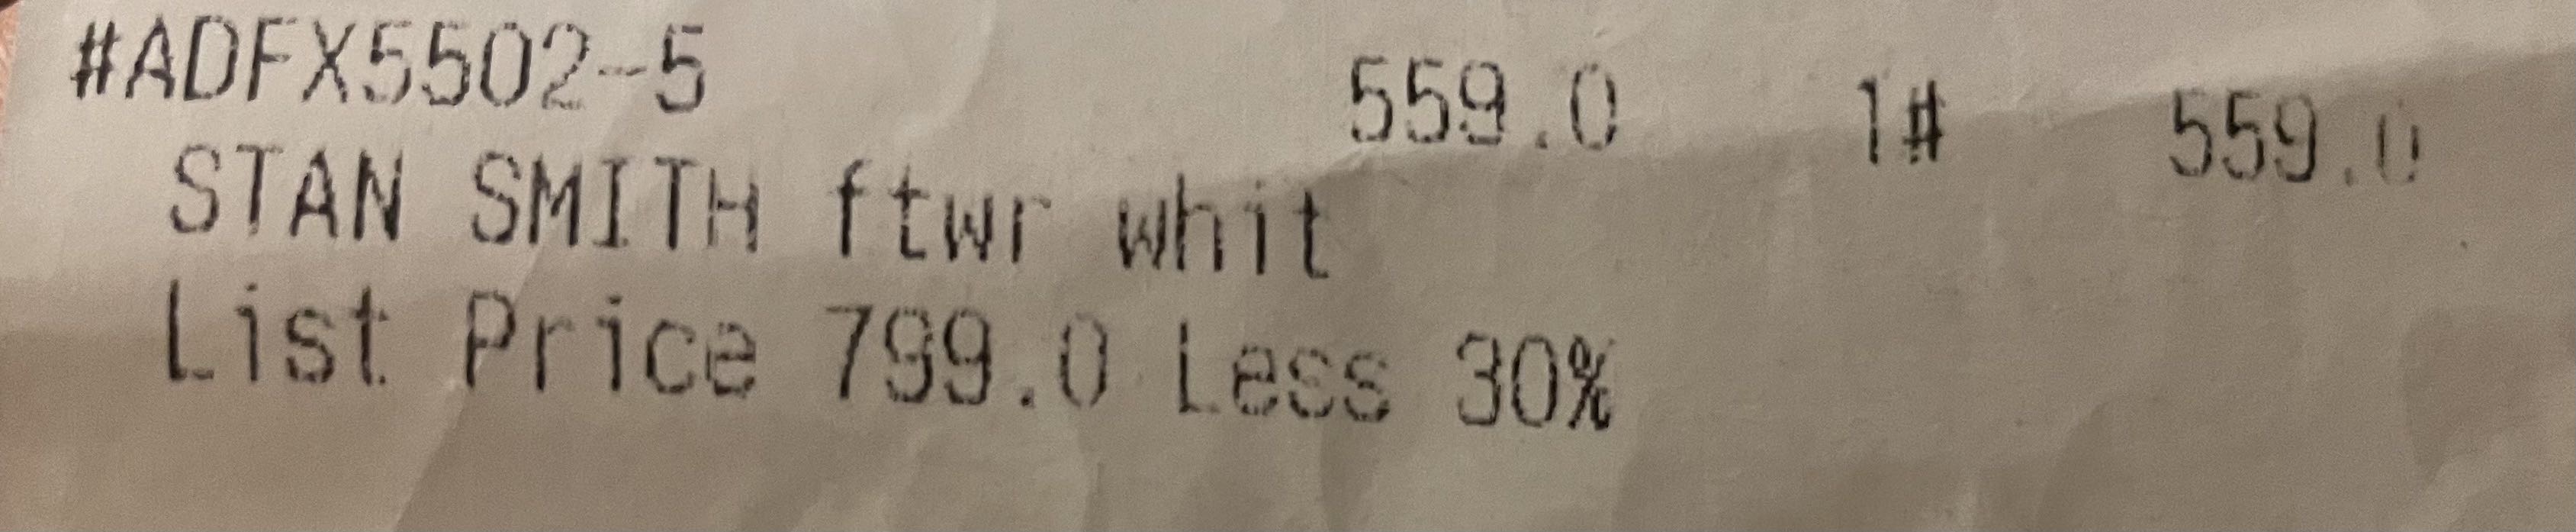 #ADFX5502-5 559.0 1# 559.0
STAN SMITH ftwr whit
List Price 799.0 Less 30%